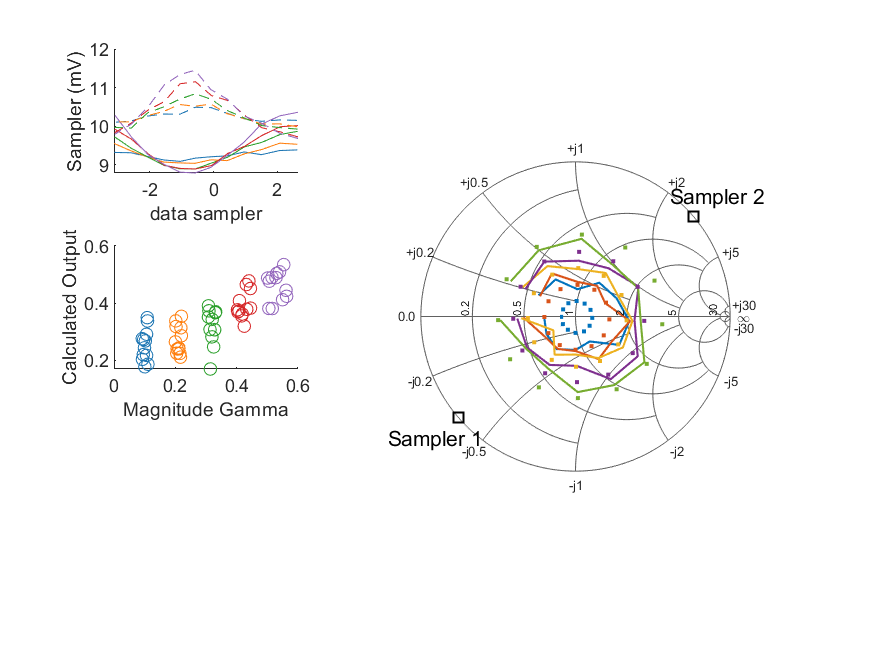 12
11
10
9
Sampler (mV)
-2
0
2
data sampler
0.6
0.4
0.2
Calculated Output
0
0.2
0.4
0.6
Magnitude Gamma
+j1
+j0.5
+j2
Sampler 2
+j0.2
+j5
0.0
0.2
0.5
1
2
5
30
+j30
∞
-j30
-j0.2
-j5
Sampler 1
-j0.5
-j2
-j1